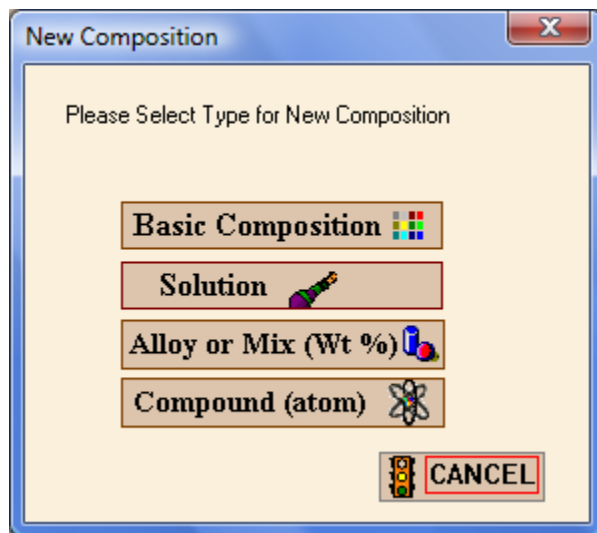 New Composition
Please Select Type for New Composition
Basic Composition
Solution
Alloy or Mix (Wt %)
Compound (atom)
CANCEL